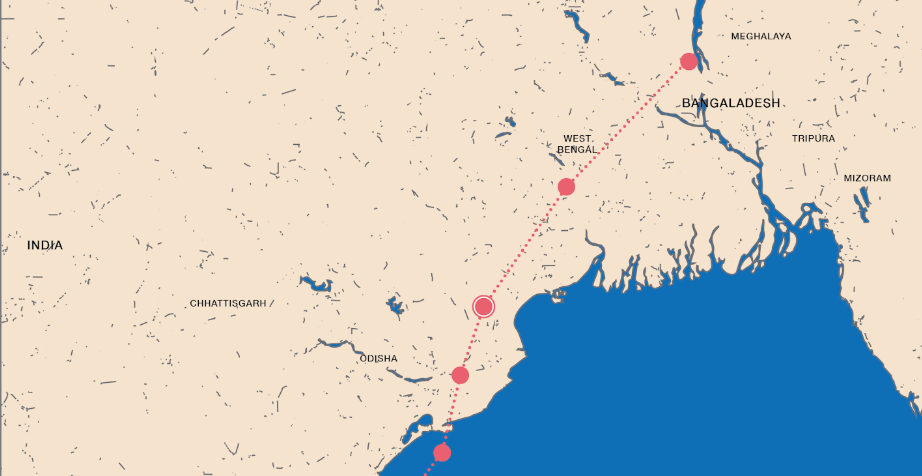 MEGHALAYA
BANGALADESH
WEST
BENGAL
TRIPURA
MIZORAM
INDIA
CHHATTISGARH
ODISHA